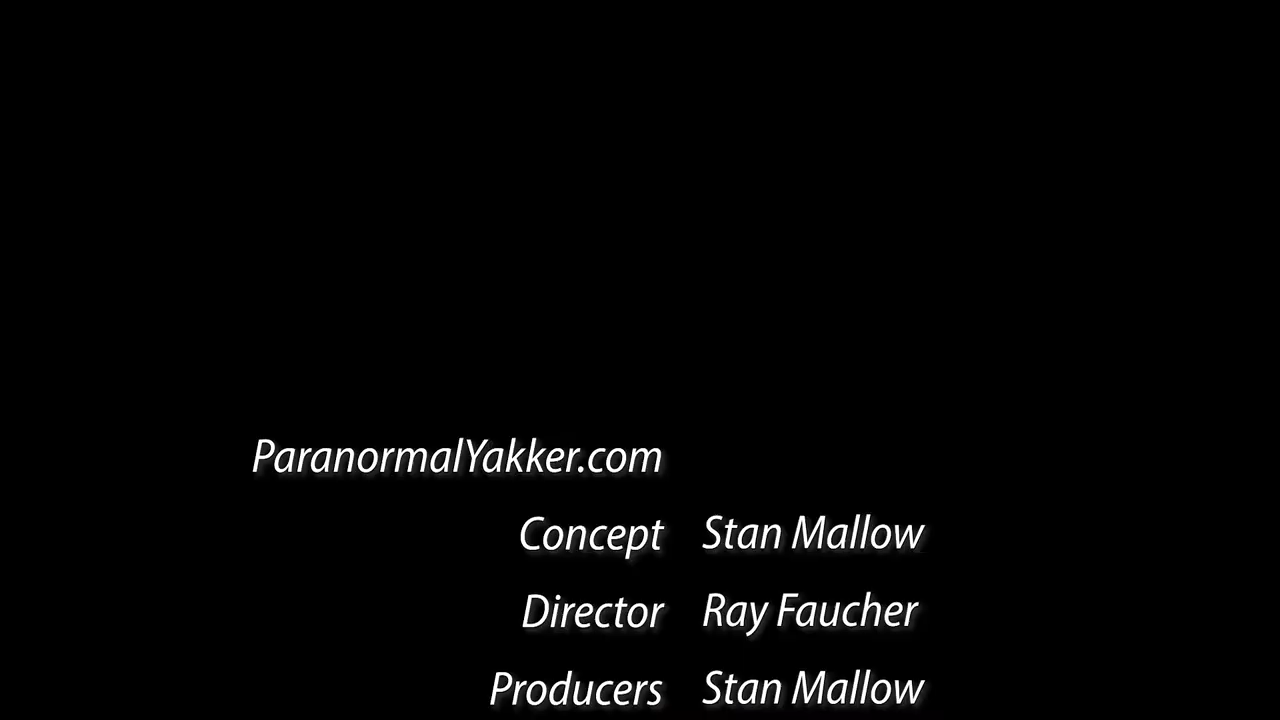 ParanormalYakker.com
Concept Stan Mallow
Director Ray Faucher
Producers Stan Mallow